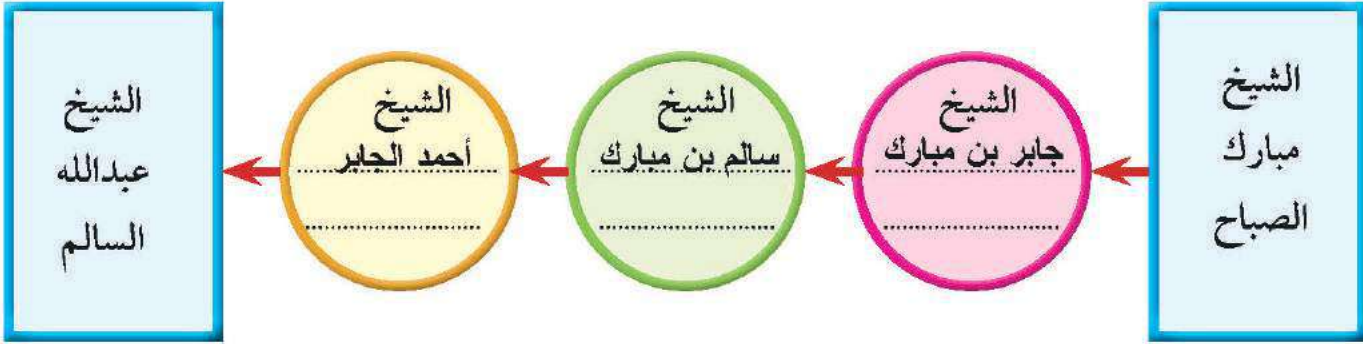 الشيخ
مبارك
الصباح
الشيخ
جابر بن مبارك
الشيخ
سالم بن مبارك
الشيخ
أحمد الجابر
الشيخ
عبدالله
السالم